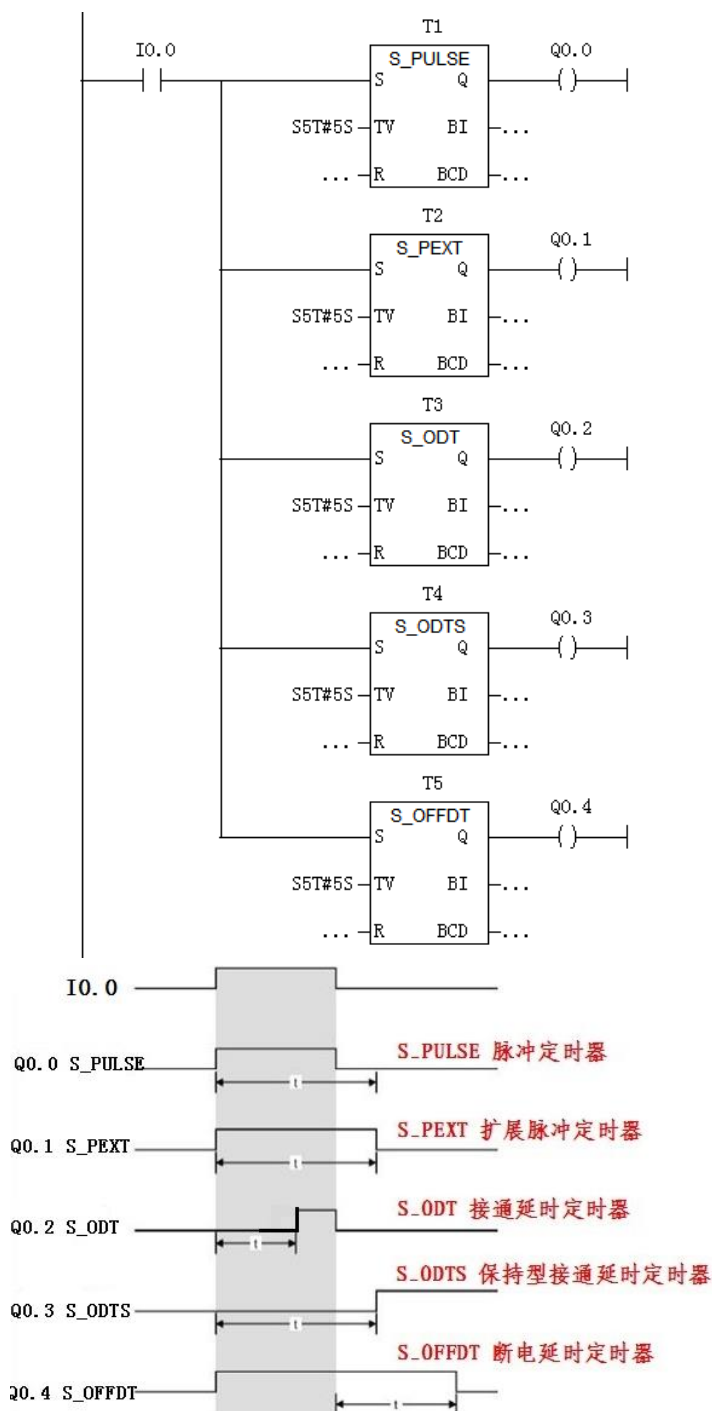 T1
I0.0
S_PULSE
Q0.0
S Q
S5T#5S TV BI ...
... R BCD ...
T2
S_PEXT
Q0.1
S Q
S5T#5S TV BI ...
... R BCD ...
T3
S_ODT
Q0.2
S Q
S5T#5S TV BI ...
... R BCD ...
T4
S_ODTS
Q0.3
S Q
S5T#5S TV BI ...
... R BCD ...
T5
S_OFFDT
Q0.4
S Q
S5T#5S TV BI ...
... R BCD ...
I0.0
Q0.0 S_PULSE
S_PULSE 脉冲定时器
t
Q0.1 S_PEXT
S_PEXT 扩展脉冲定时器
t
Q0.2 S_ODT
S_ODT 接通延时定时器
t
Q0.3 S_ODTS
S_ODTS 保持型接通延时定时器
t
Q0.4 S_OFFDT
S_OFFDT 断电延时定时器
t